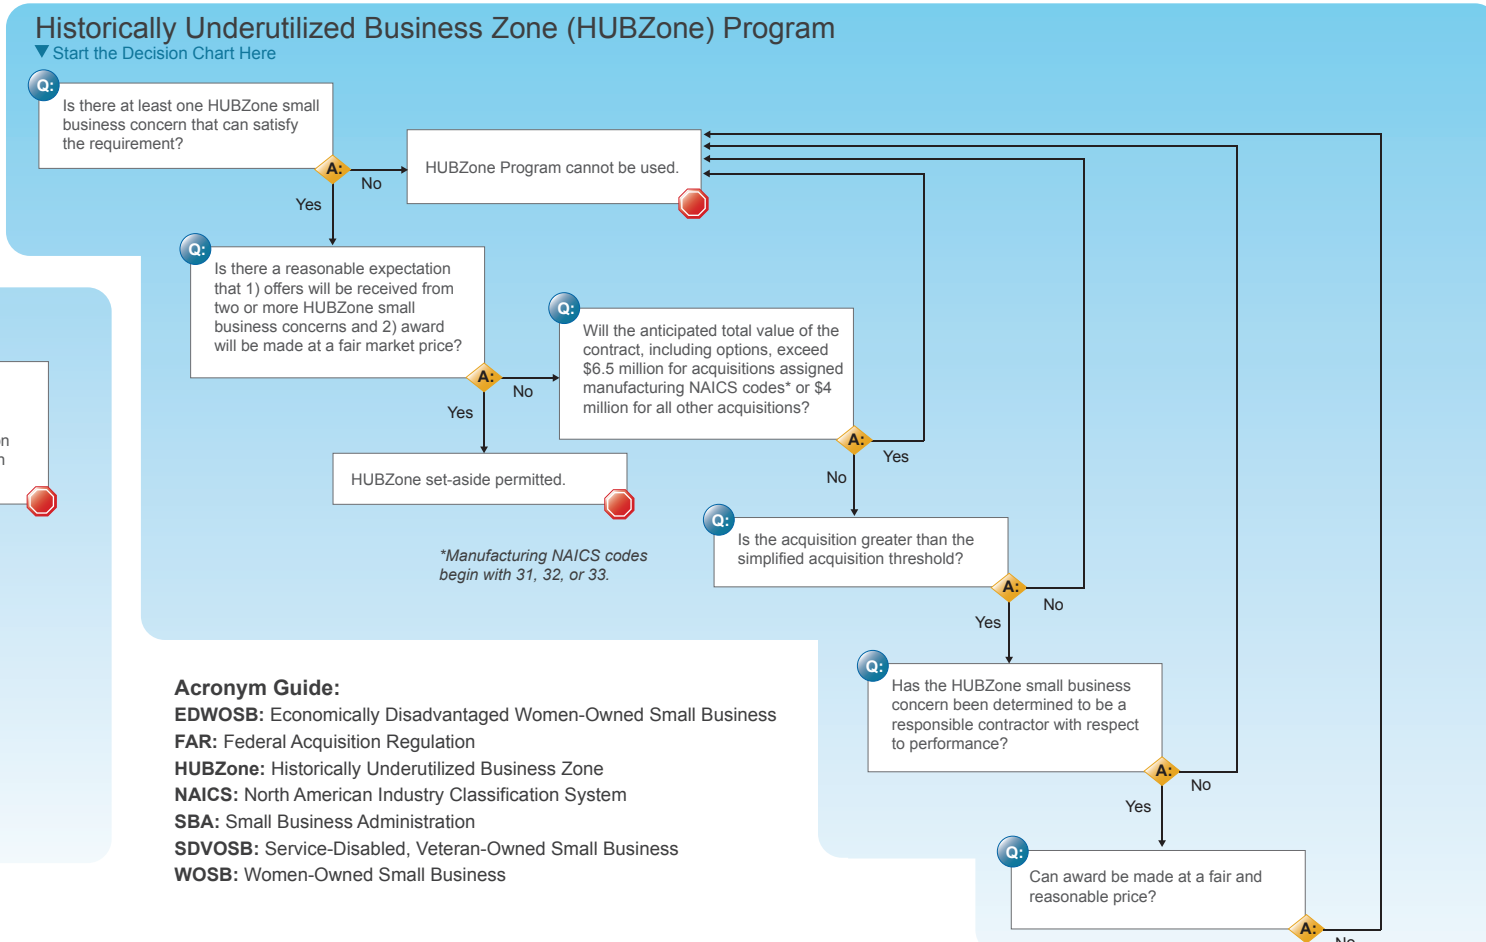 Historically Underutilized Business Zone (HUBZone) Program
Start the Decision Chart Here
Q:
Is there at least one HUBZone small
business concern that can satisfy
the requirement?
A:
No
Yes
HUBZone Program cannot be used.
Q:
Is there a reasonable expectation
that 1) offers will be received from
two or more HUBZone small
business concerns and 2) award
will be made at a fair market price?
A:
No
Yes
HUBZone set-aside permitted.
Q:
Will the anticipated total value of the
contract, including options, exceed
$6.5 million for acquisitions assigned
manufacturing NAICS codes* or $4
million for all other acquisitions?
A:
Yes
No
*Manufacturing NAICS codes
begin with 31, 32, or 33.
Q:
Is the acquisition greater than the
simplified acquisition threshold?
A:
No
Yes
Q:
Has the HUBZone small business
concern been determined to be a
responsible contractor with respect
to performance?
A:
No
Yes
Q:
Can award be made at a fair and
reasonable price?
A:
No
Acronym Guide:
EDWOSB: Economically Disadvantaged Women-Owned Small Business
FAR: Federal Acquisition Regulation
HUBZone: Historically Underutilized Business Zone
NAICS: North American Industry Classification System
SBA: Small Business Administration
SDVOSB: Service-Disabled, Veteran-Owned Small Business
WOSB: Women-Owned Small Business